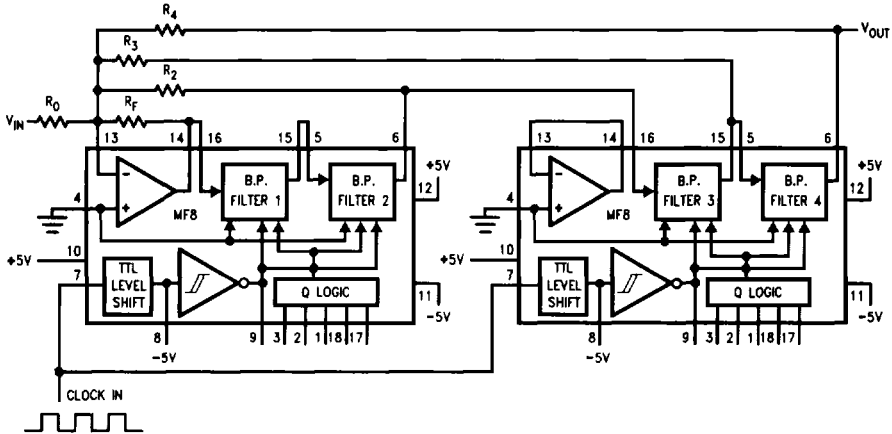 R4
R3
R2
VOUT
VIN
R0
RF
13
14
16
15
5
6
B.P.
FILTER 1
B.P.
FILTER 2
MF8
4
+5V
12
10
+5V
7
TTL
LEVEL
SHIFT
Q LOGIC
11
-5V
8
-5V
9
3
2
1
18
17
13
14
16
15
5
6
B.P.
FILTER 3
B.P.
FILTER 4
MF8
4
+5V
12
10
+5V
7
TTL
LEVEL
SHIFT
Q LOGIC
11
-5V
8
-5V
9
3
2
1
18
17
CLOCK IN